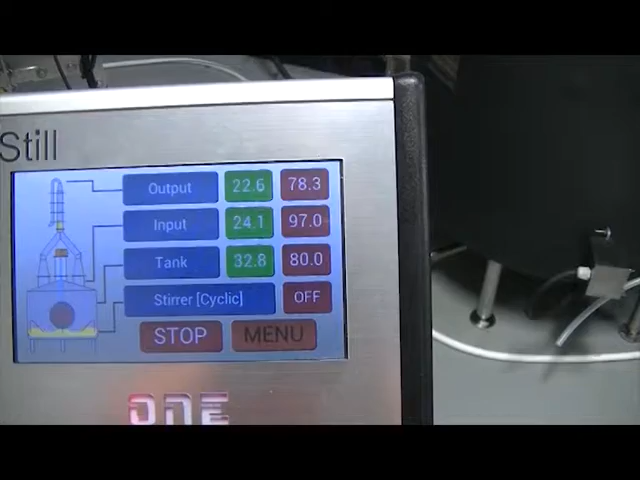 Still
Output 22.6 78.3
Input 24.1 97.0
Tank 32.8 80.0
Stirrer [Cyclic] OFF
STOP MENU
one